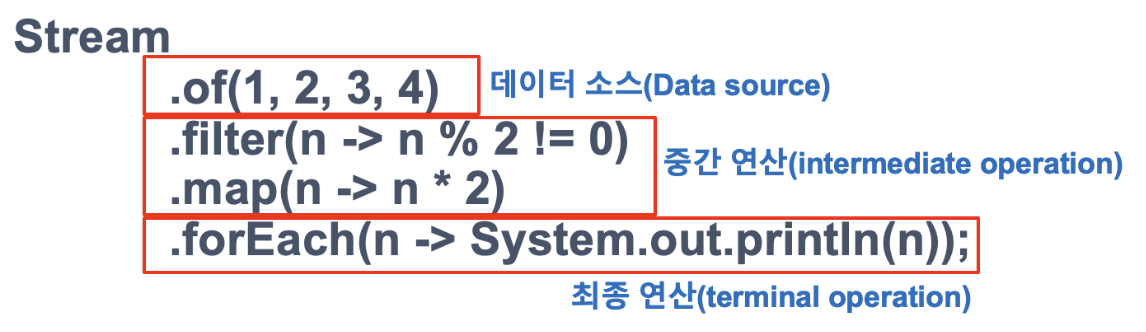 Stream
.of(1, 2, 3, 4)
데이터 소스(Data source)
.filter(n -> n % 2 != 0)
.map(n -> n * 2)
중간 연산(intermediate operation)
.forEach(n -> System.out.println(n));
최종 연산(terminal operation)